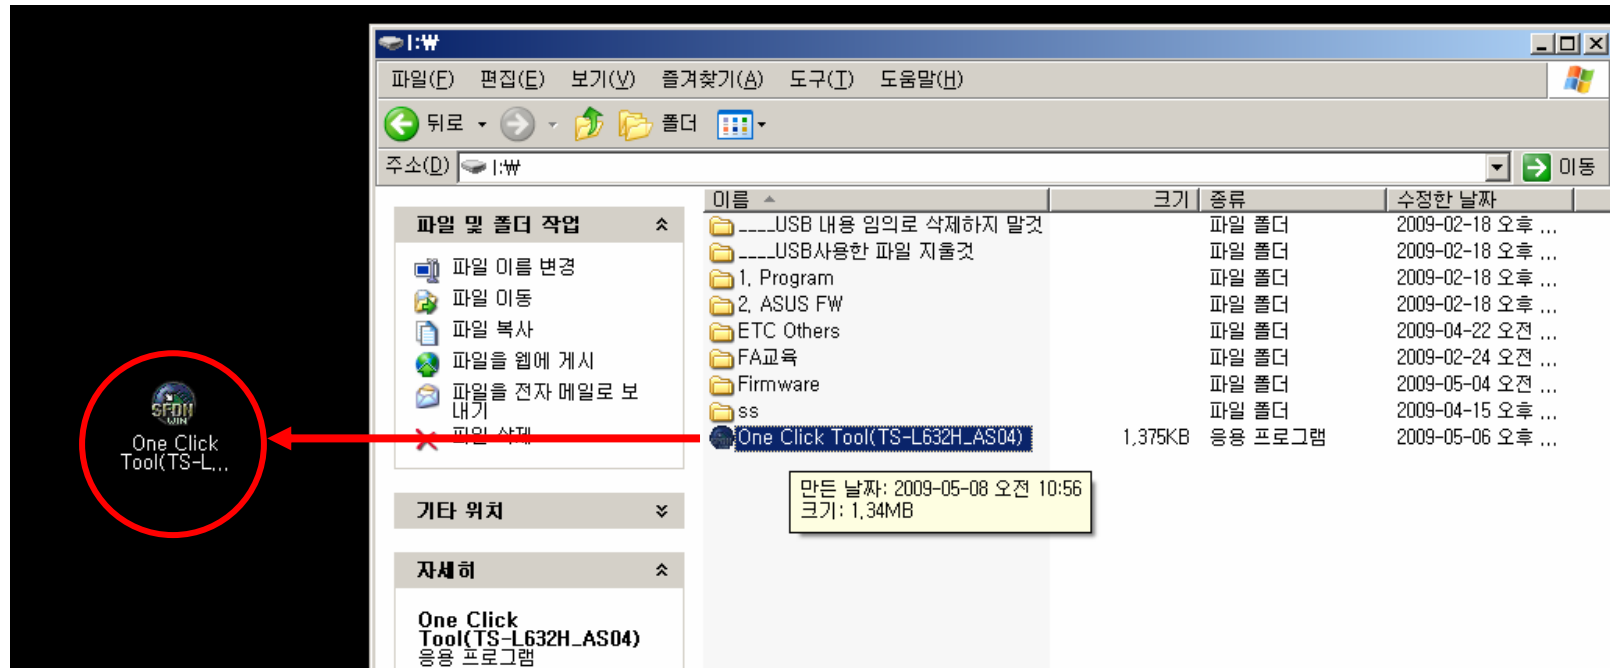 I:₩
파일(F) 편집(E) 보기(V) 즐겨찾기(A) 도구(T) 도움말(H)
뒤로 폴더
주소(D) I:₩ 이동
이름 크기 종류 수정한 날짜
파일 및 폴더 작업
파일 이름 변경
파일 이동
파일 복사
파일을 웹에 게시
파일을 전자 메일로 보
내기
파일 삭제
기타 위치
자세히
One Click
Tool(TS-L632H_AS04)
응용 프로그램
____USB 내용 임의로 삭제하지 말것 파일 폴더 2009-02-18 오후 ...
____USB사용한 파일 지울것 파일 폴더 2009-02-18 오후 ...
1. Program 파일 폴더 2009-02-18 오후 ...
2. ASUS FW 파일 폴더 2009-02-18 오후 ...
ETC Others 파일 폴더 2009-04-22 오전 ...
FA교육 파일 폴더 2009-02-24 오전 ...
Firmware 파일 폴더 2009-05-04 오전 ...
ss 파일 폴더 2009-04-15 오후 ...
One Click Tool(TS-L632H_AS04) 1,375KB 응용 프로그램 2009-05-06 오후 ...
만든 날짜: 2009-05-08 오전 10:56
크기: 1.34MB
SFDN
WIN
One Click
Tool(TS-L...